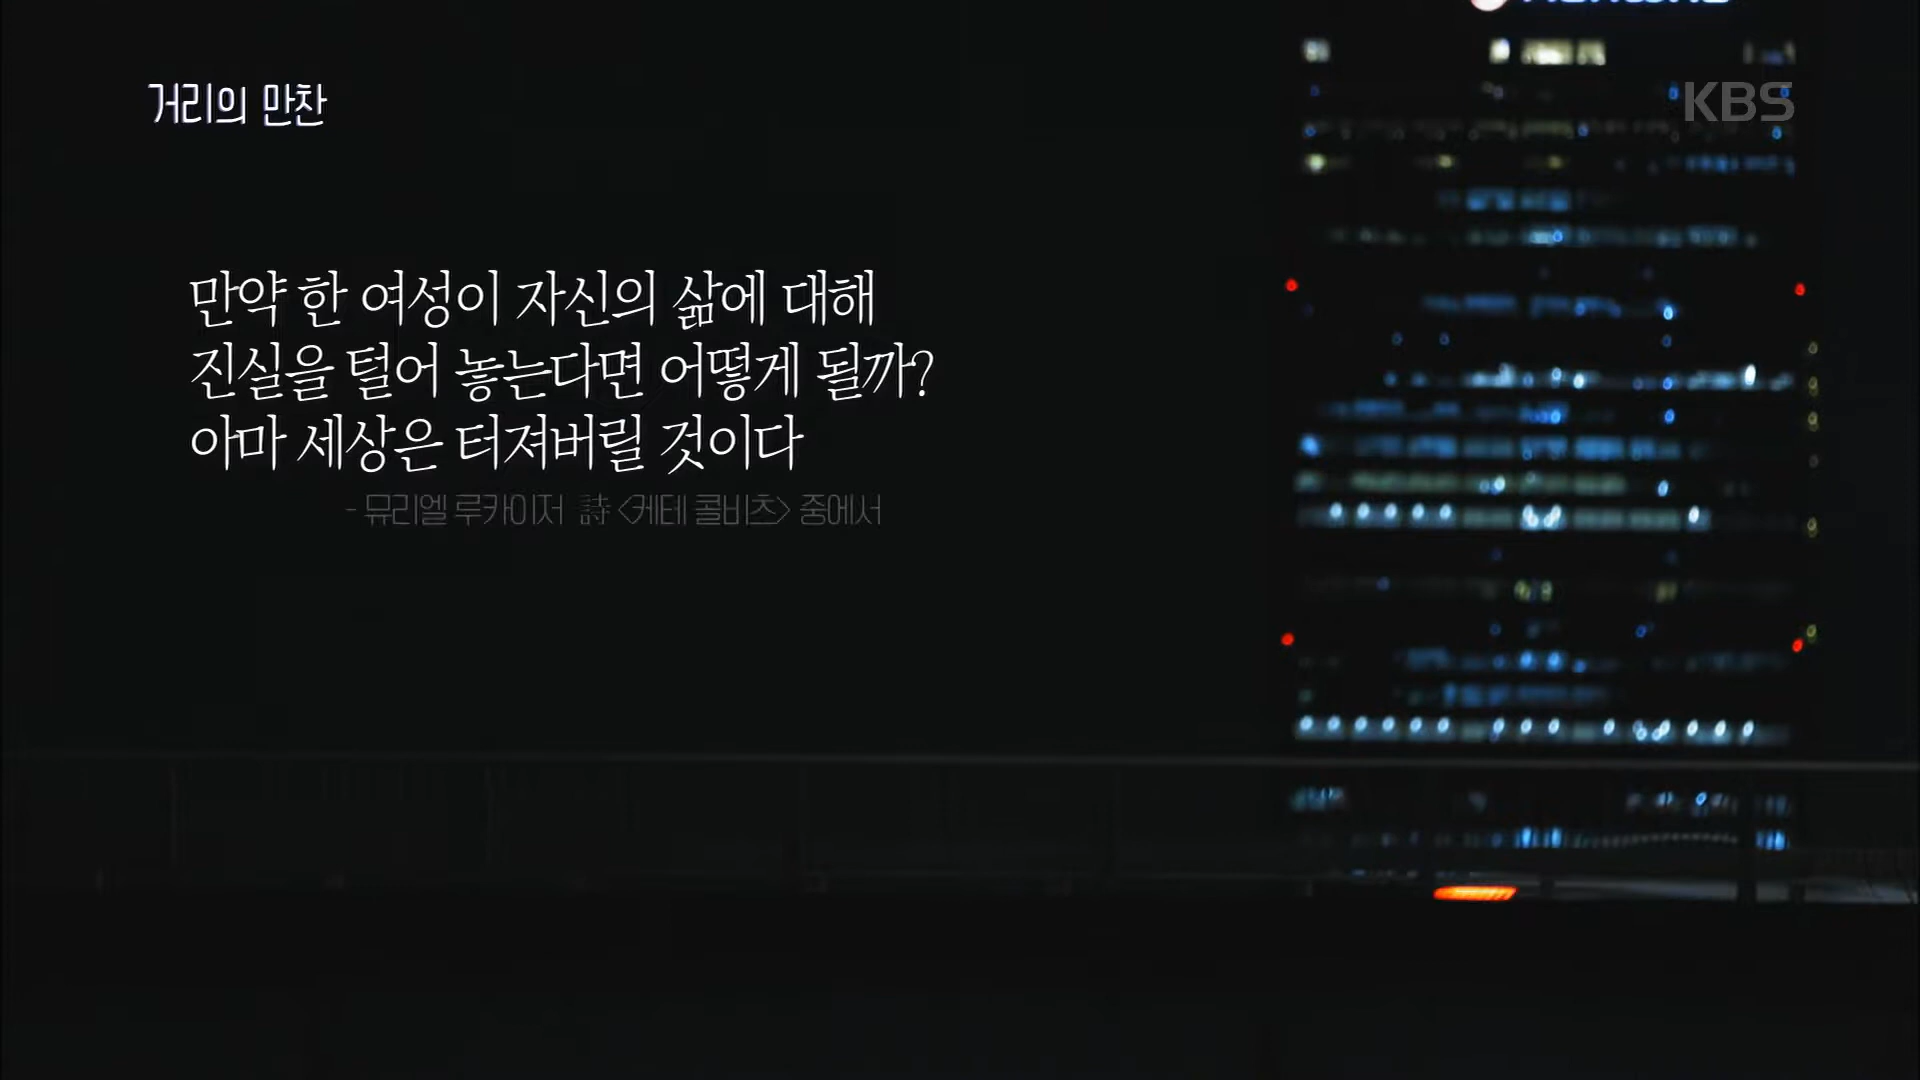 거리의 만찬
KBS
만약 한 여성이 자신의 삶에 대해
진실을 털어 놓는다면 어떻게 될까?
아마 세상은 터져버릴 것이다
- 뮤리엘 루카이저 詩 <케테 콜비츠> 중에서